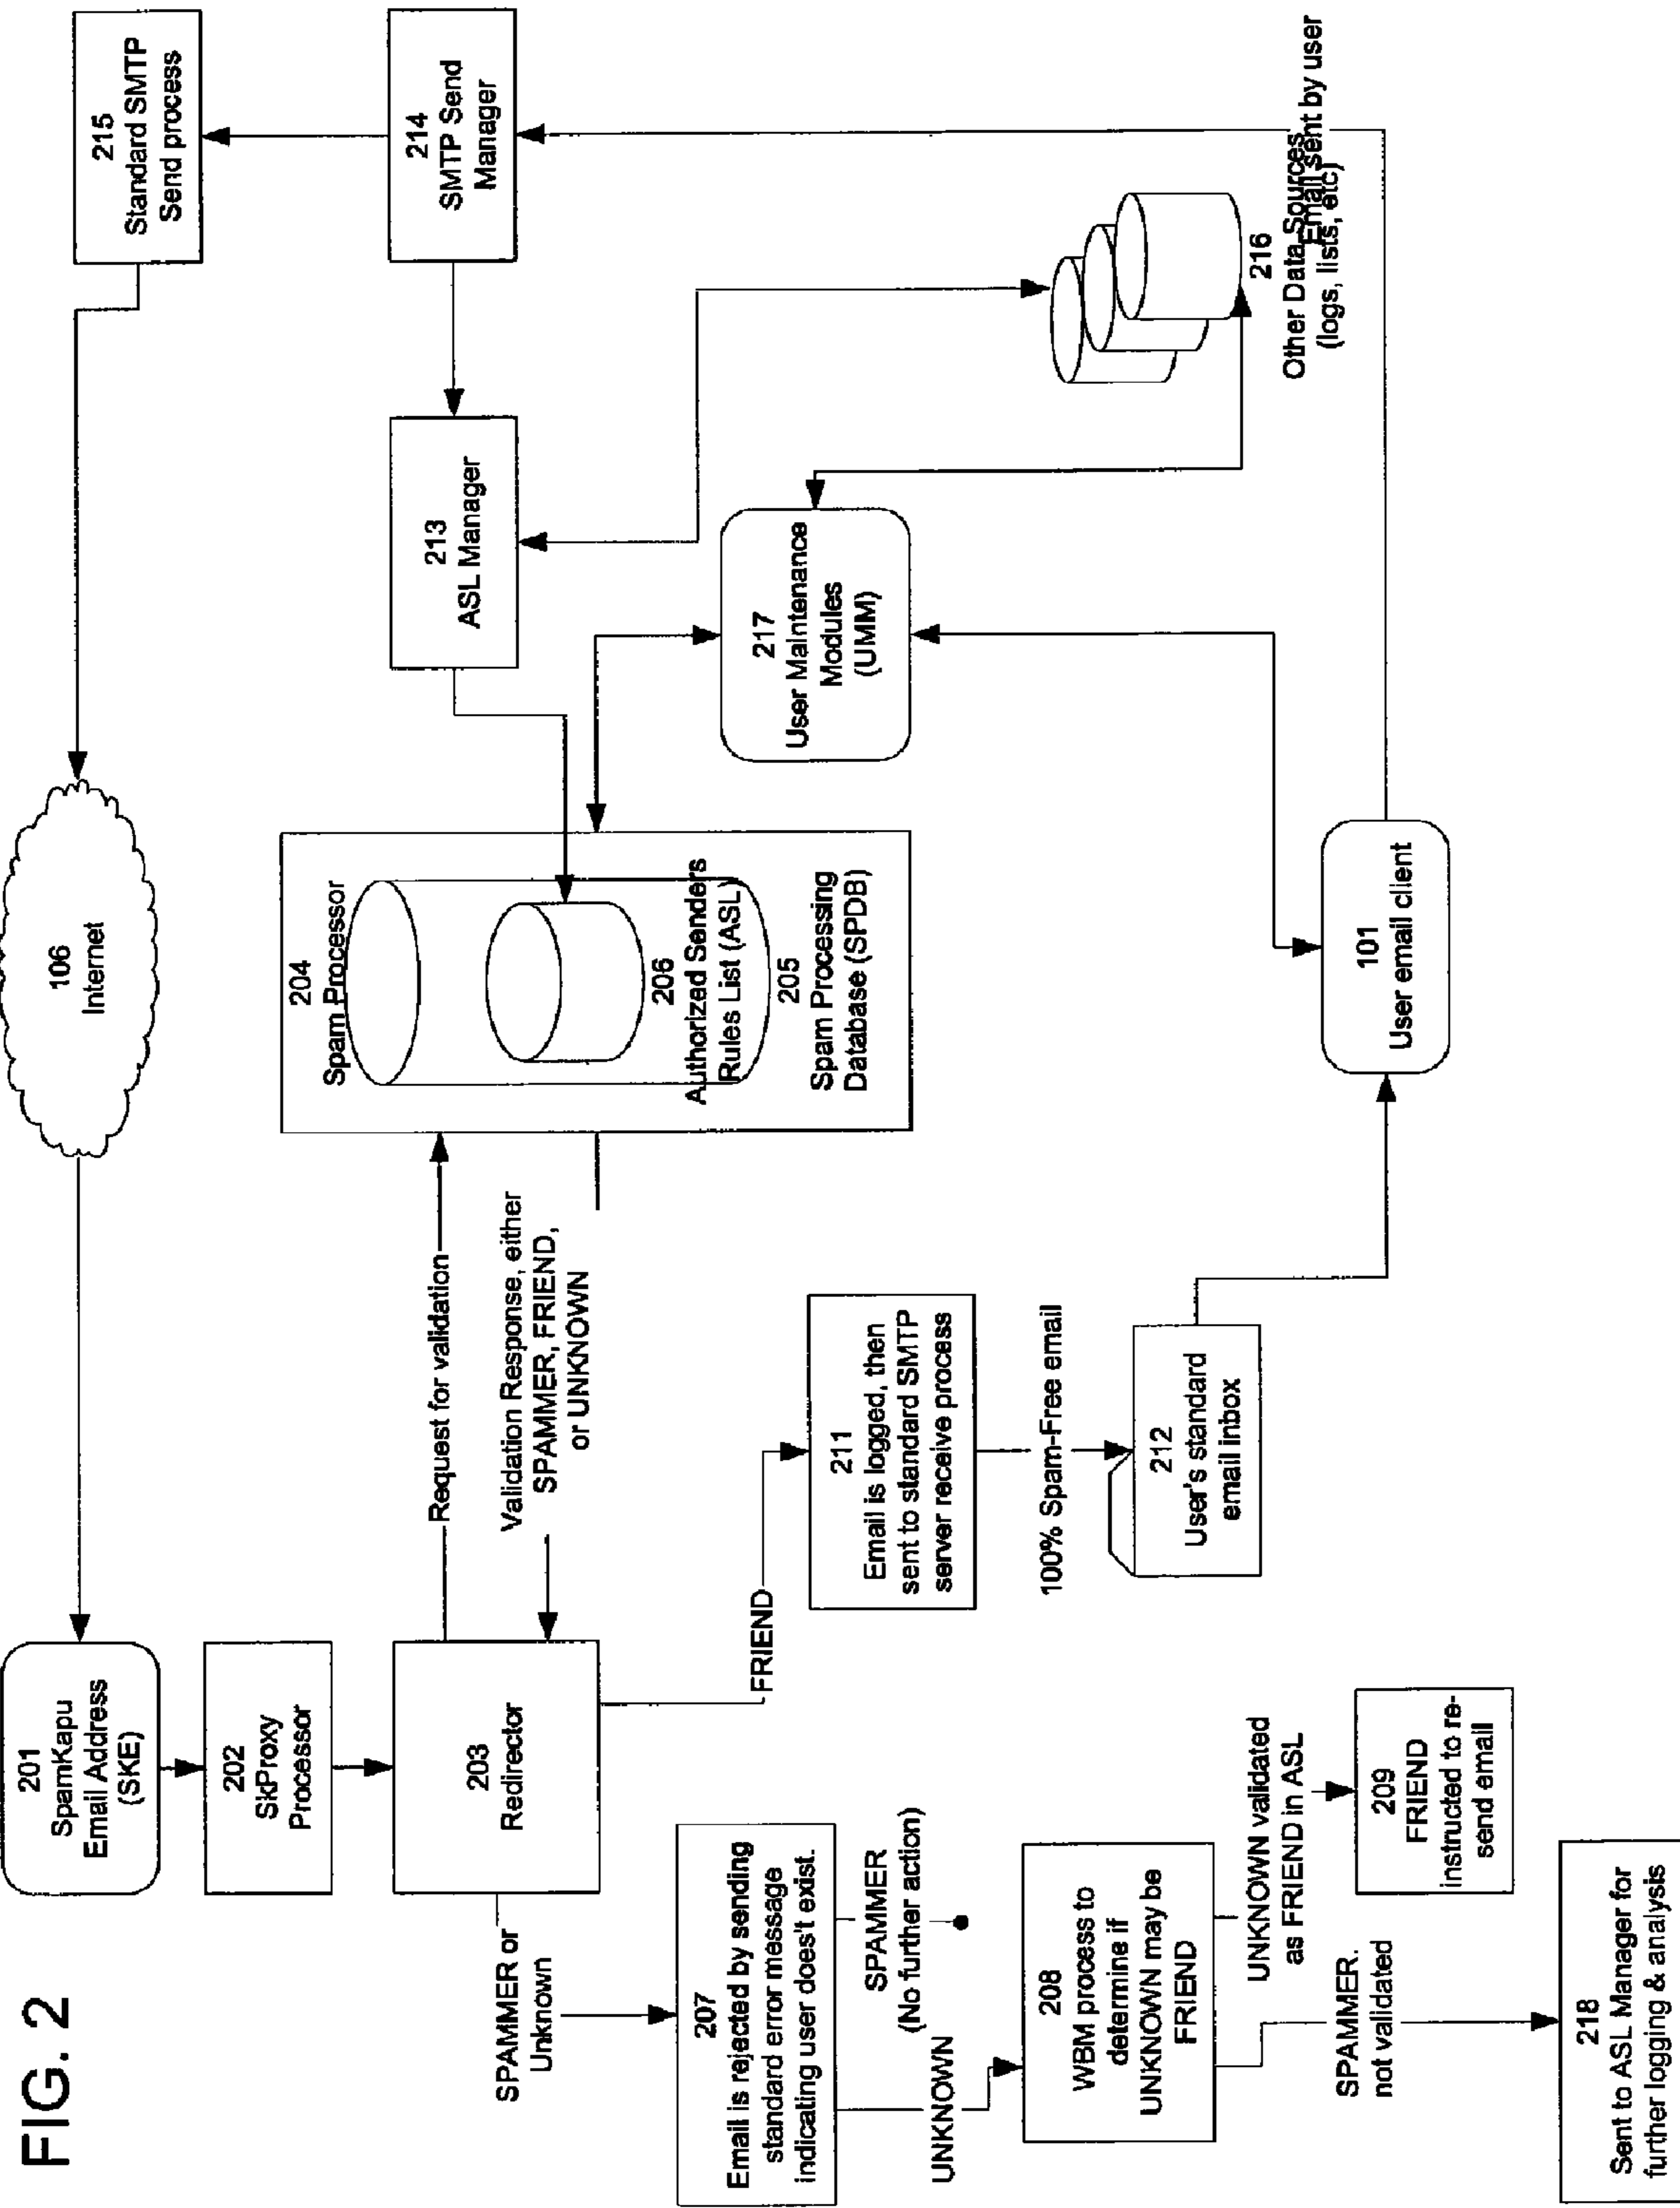 FIG. 2
201
SpamKapu
Email Address
(SKE)
106
Internet
215
Standard SMTP
Send process
202
SkProxy
Processor
203
Redirector
Request for validation
Validation Response, either
SPAMMER, FRIEND,
or UNKNOWN
204
Spam Processor
206
Authorized Senders
Rules List (ASL)
205
Spam Processing
Database (SPDB)
213
ASL Manager
214
SMTP Send
Manager
SPAMMER or
Unknown
FRIEND
207
Email is rejected by sending
standard error message
indicating user does't exist.
211
Email is logged, then
sent to standard SMTP
server receive process
217
User Maintenance
Modules
(UMM)
SPAMMER
(No further action)
UNKNOWN
100% Spam-Free email
208
WBM process to
determine if
UNKNOWN may be
FRIEND
212
User's standard
email inbox
216
Other Data Sources
(logs, lists, etc)
Email sent by user
UNKNOWN validated
as FRIEND in ASL
SPAMMER.
not validated
209
FRIEND
instructed to re-
send email
101
User email client
218
Sent to ASL Manager for
further logging & analysis